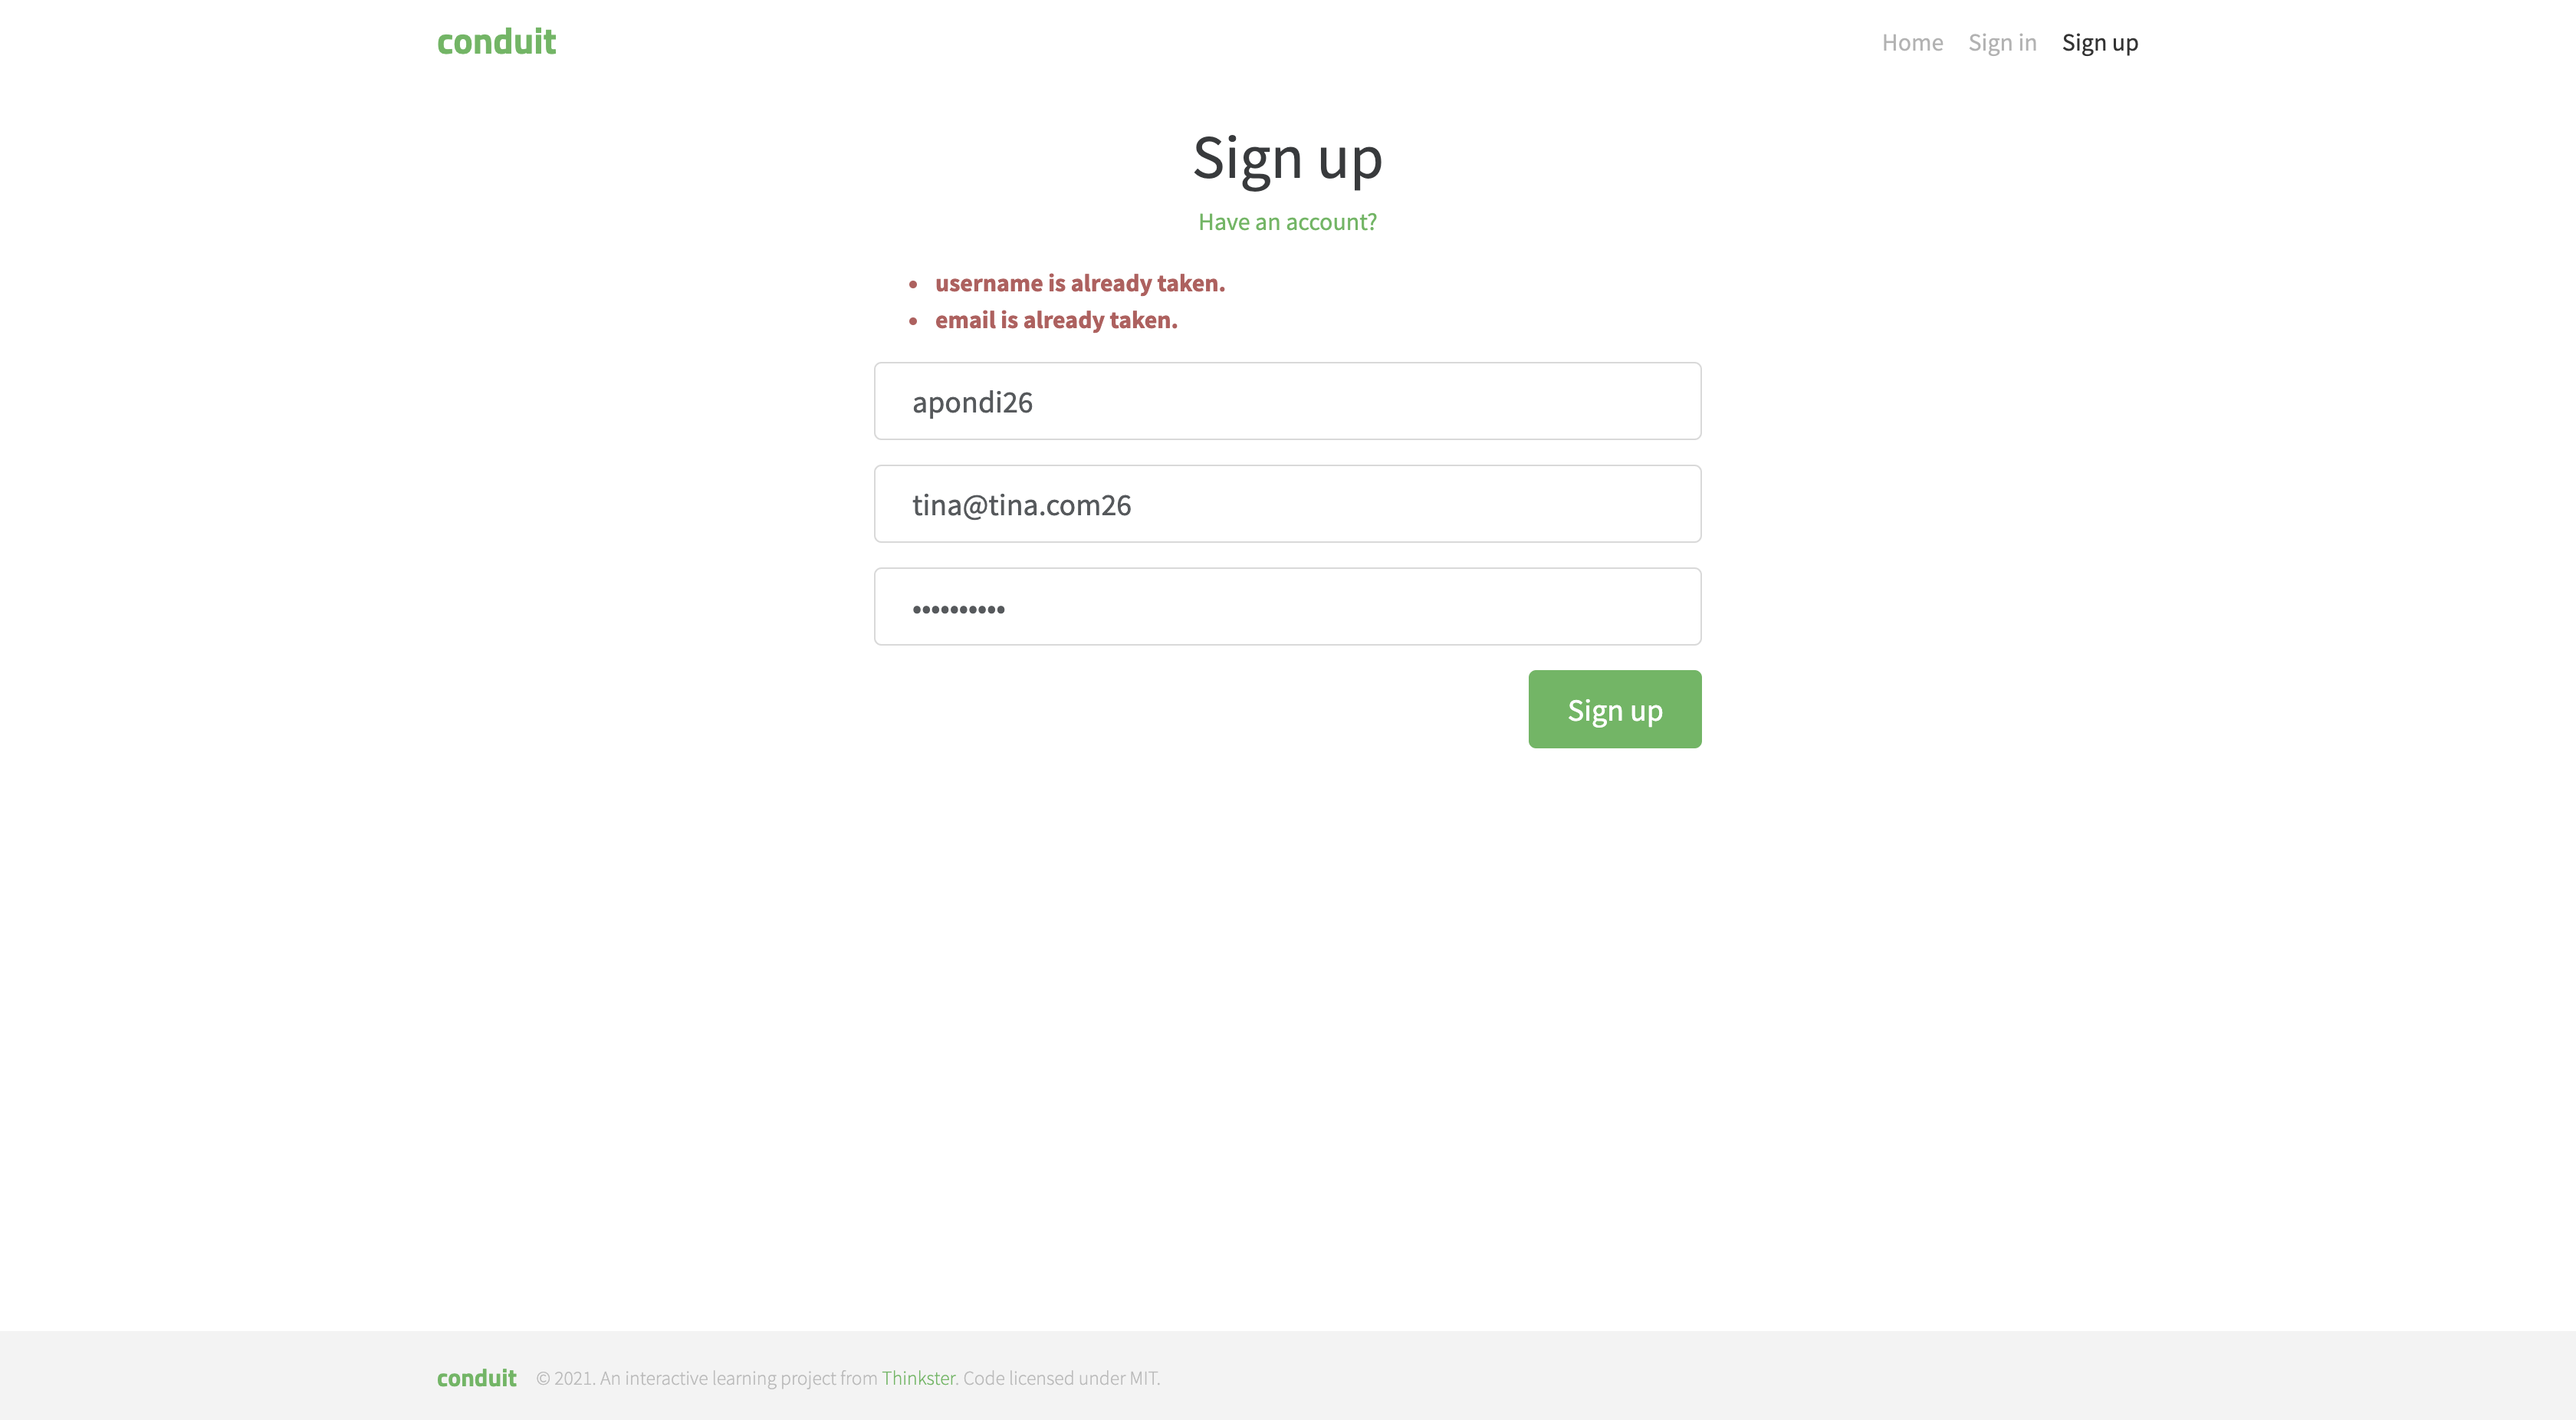 conduit
Home Sign in Sign up
Sign up
Have an account?
• username is already taken.
• email is already taken.
apondi26
tina@tina.com26
••••••••••
Sign up
conduit © 2021. An interactive learning project from Thinkster. Code licensed under MIT.